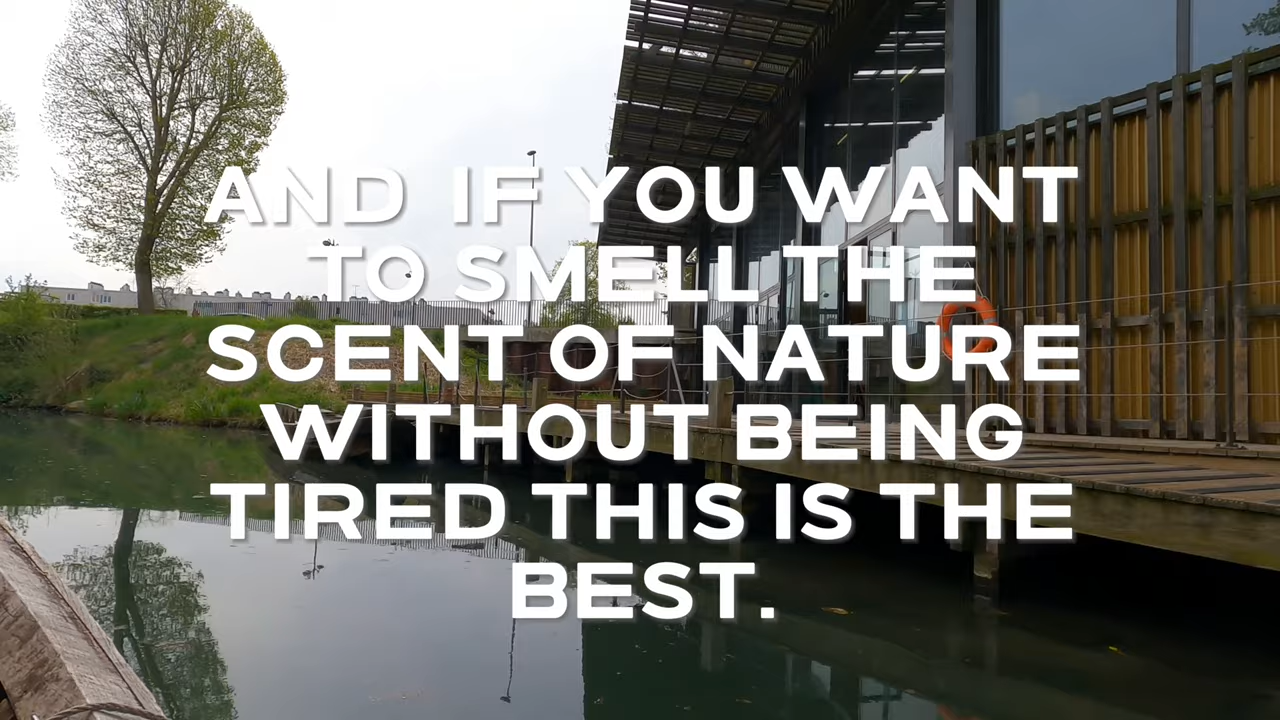 AND IF YOU WANT
TO SMELL THE
SCENT OF NATURE
WITHOUT BEING
TIRED THIS IS THE
BEST.